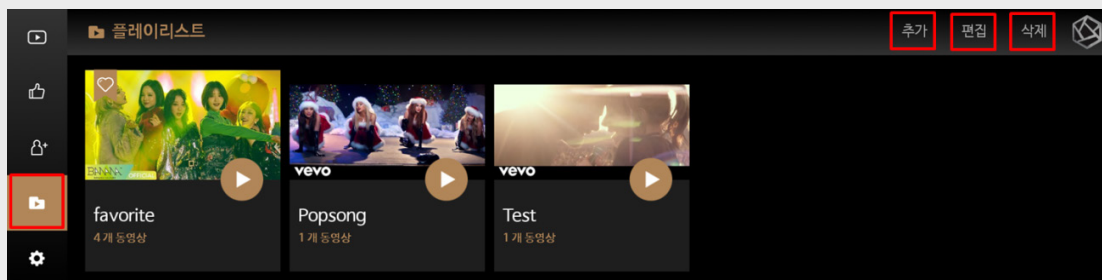 플레이리스트
추가 편집 삭제
OFFICIAL
vevo
vevo
favorite
4 개 동영상
Popsong
1 개 동영상
Test
1 개 동영상